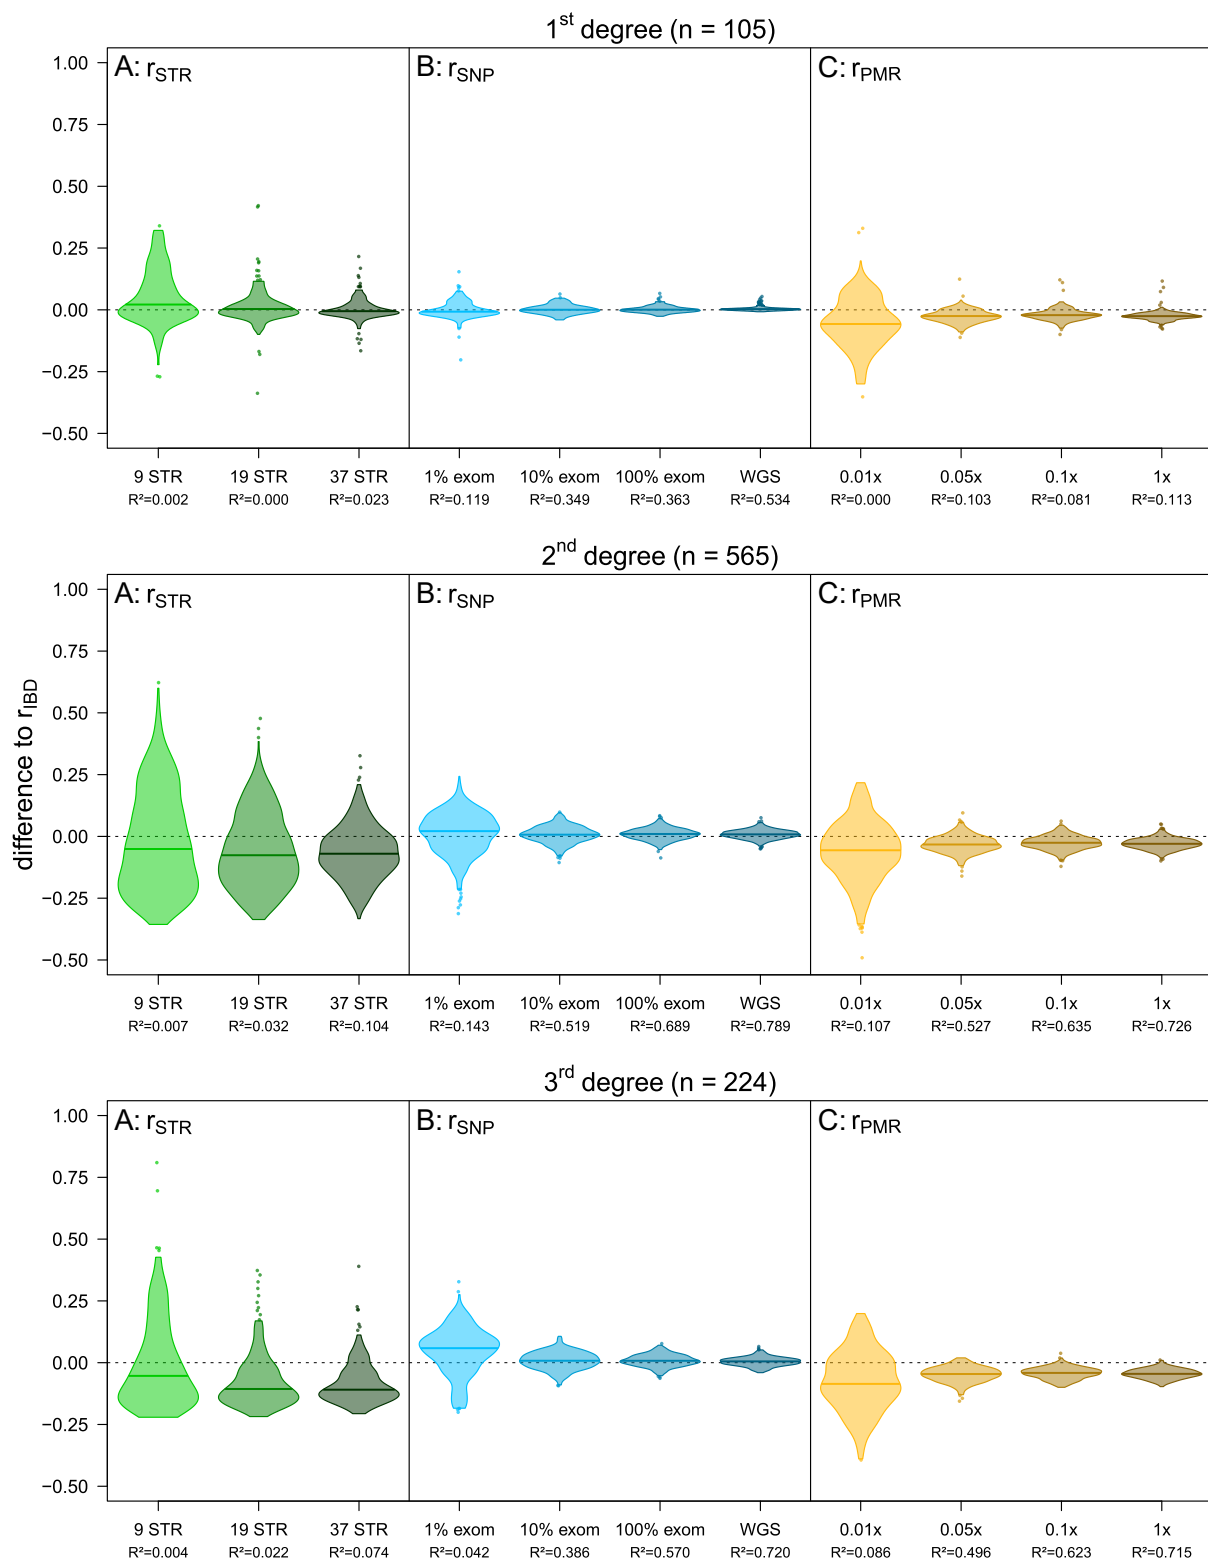 1st degree (n = 105)
A: rSTR
B: rSNP
C: rPMR
1.00
0.75
0.50
0.25
0.00
−0.25
−0.50
9 STR 19 STR 37 STR 1% exom 10% exom 100% exom WGS 0.01x 0.05x 0.1x 1x
R²=0.002 R²=0.000 R²=0.023 R²=0.119 R²=0.349 R²=0.363 R²=0.534 R²=0.000 R²=0.103 R²=0.081 R²=0.113
2nd degree (n = 565)
A: rSTR
B: rSNP
C: rPMR
difference to rIBD
1.00
0.75
0.50
0.25
0.00
−0.25
−0.50
9 STR 19 STR 37 STR 1% exom 10% exom 100% exom WGS 0.01x 0.05x 0.1x 1x
R²=0.007 R²=0.032 R²=0.104 R²=0.143 R²=0.519 R²=0.689 R²=0.789 R²=0.107 R²=0.527 R²=0.635 R²=0.726
3rd degree (n = 224)
A: rSTR
B: rSNP
C: rPMR
1.00
0.75
0.50
0.25
0.00
−0.25
−0.50
9 STR 19 STR 37 STR 1% exom 10% exom 100% exom WGS 0.01x 0.05x 0.1x 1x
R²=0.004 R²=0.022 R²=0.074 R²=0.042 R²=0.386 R²=0.570 R²=0.720 R²=0.086 R²=0.496 R²=0.623 R²=0.715